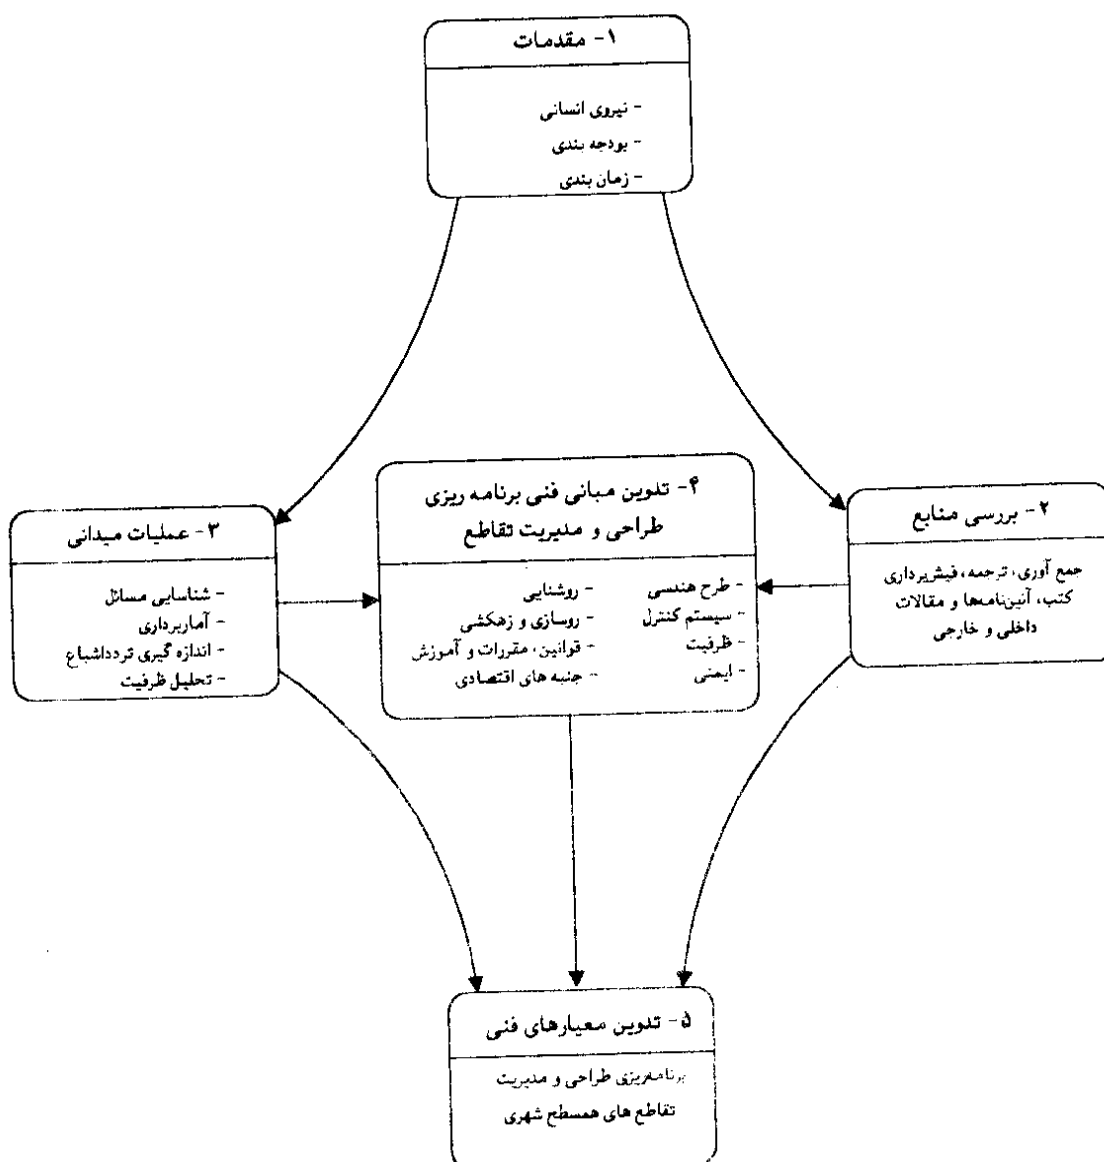 ۱- مقدمات
- نیروی انسانی
- بودجه بندی
- زمان بندی
۲- بررسی منابع
جمع آوری، ترجمه، فیش‌برداری
کتب، آئین‌نامه‌ها و مقالات
داخلی و خارجی
۳- عملیات میدانی
- شناسایی مسائل
- آماربرداری
- اندازه گیری تردداشباع
- تحلیل ظرفیت
۴- تدوین مبانی فنی برنامه ریزی
طراحی و مدیریت تقاطع
- طرح هندسی
- سیستم کنترل
- ظرفیت
- ایمنی
- روشنایی
- روسازی و زهکشی
- قوانین، مقررات و آموزش
- جنبه های اقتصادی
۵- تدوین معیارهای فنی
برنامه‌ریزی طراحی و مدیریت
تقاطع های همسطح شهری